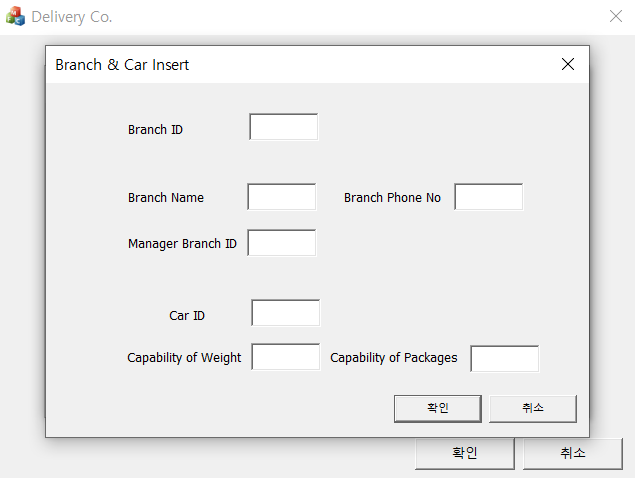 Delivery Co.
Branch & Car Insert
Branch ID
Branch Name Branch Phone No
Manager Branch ID
Car ID
Capability of Weight Capability of Packages
확인 취소
확인 취소